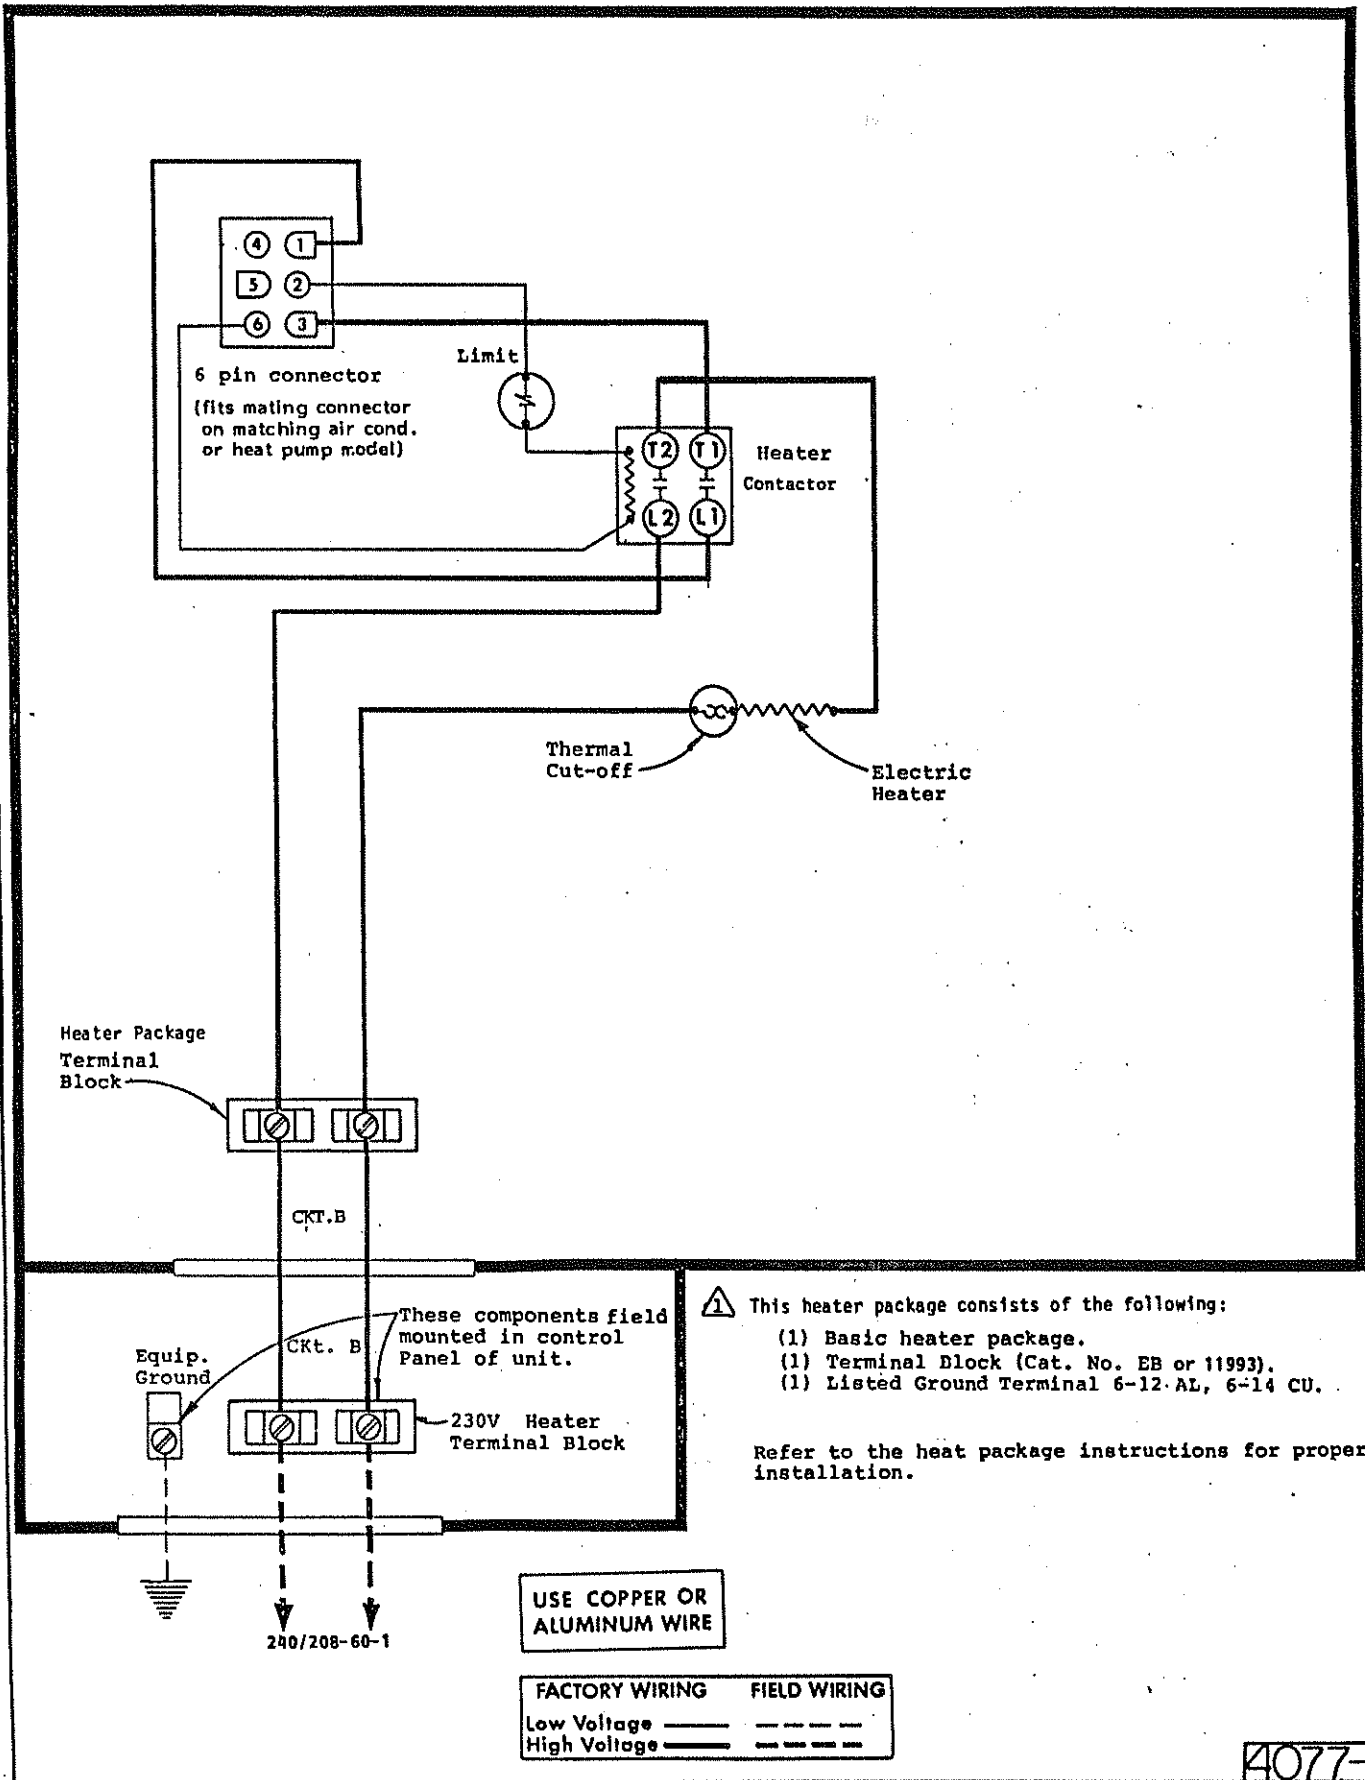 4 1
5 2
6 3
Limit
6 pin connector
(fits mating connector
on matching air cond.
or heat pump model)
T2 T1
L2 L1
Heater
Contactor
Thermal
Cut-off
Electric
Heater
Heater Package
Terminal
Block
CKT.B
These components field
mounted in control
Panel of unit.
CKt. B
Equip.
Ground
230V Heater
Terminal Block
240/208-60-1
1 This heater package consists of the following:
(1) Basic heater package.
(1) Terminal Block (Cat. No. EB or 11993).
(1) Listed Ground Terminal 6-12 AL, 6-14 CU.
Refer to the heat package instructions for proper
installation.
USE COPPER OR
ALUMINUM WIRE
FACTORY WIRING FIELD WIRING
Low Voltage
High Voltage
4077-